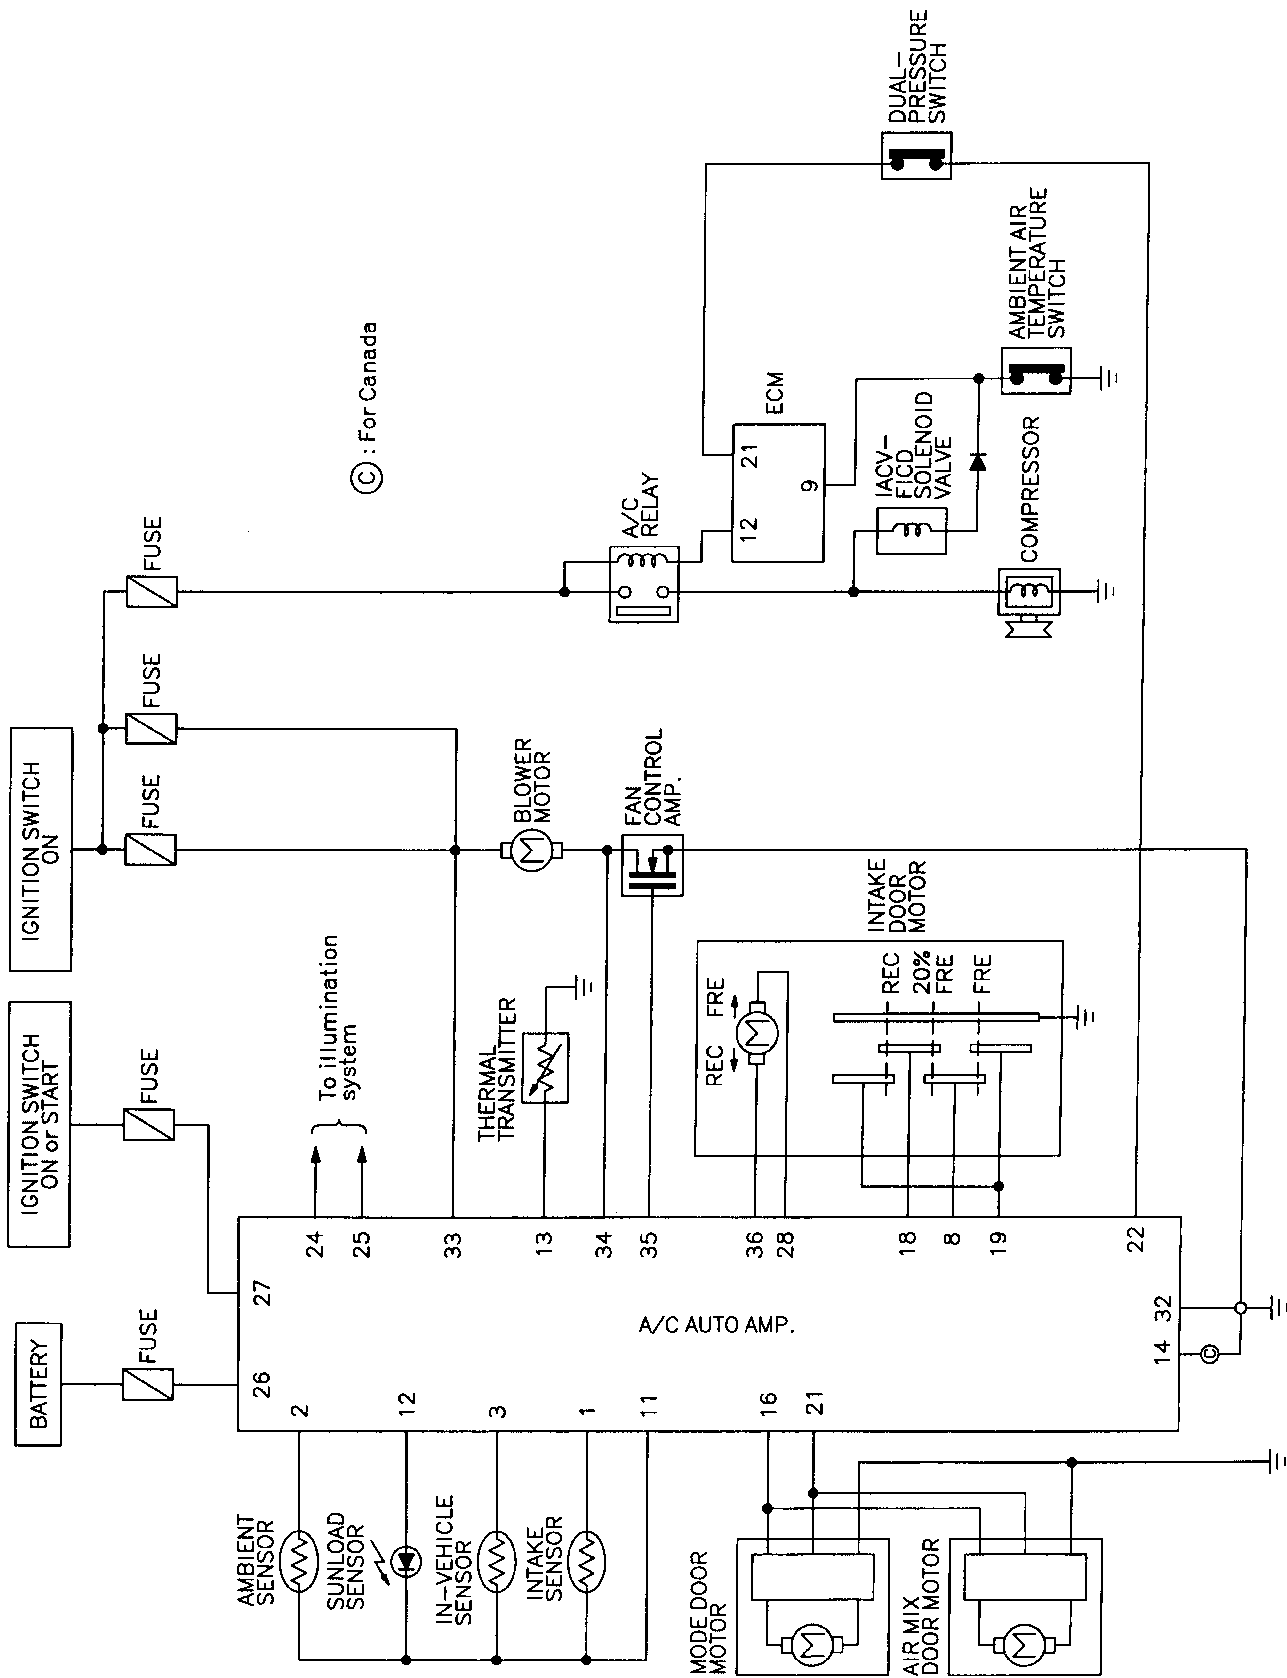 BATTERY
FUSE
IGNITION SWITCH
ON or START
FUSE
IGNITION SWITCH
ON
FUSE
FUSE
FUSE
To illumination
system
Ⓒ : For Canada
THERMAL
TRANSMITTER
BLOWER
MOTOR
FAN
CONTROL
AMP.
A/C
RELAY
ECM
12
21
9
DUAL-
PRESSURE
SWITCH
AMBIENT AIR
TEMPERATURE
SWITCH
IACV-
FICD
SOLENOID
VALVE
COMPRESSOR
INTAKE
DOOR
MOTOR
REC
FRE
M
M
REC
20%
FRE
FRE
26
27
24
25
33
13
34
35
36
28
18
8
19
22
A/C AUTO AMP.
2
12
3
1
11
16
21
14
32
Ⓒ
AMBIENT
SENSOR
SUNLOAD
SENSOR
IN-VEHICLE
SENSOR
INTAKE
SENSOR
MODE DOOR
MOTOR
M
AIR MIX
DOOR MOTOR
M